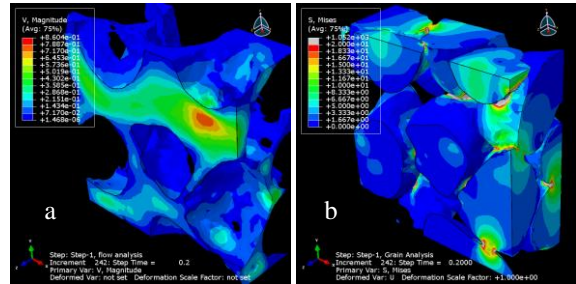 V, Magnitude
(Avg: 75%)
+8.604e-01
+7.887e-01
+7.170e-01
+6.453e-01
+5.736e-01
+5.019e-01
+4.302e-01
+3.585e-01
+2.868e-01
+2.151e-01
+1.434e-01
+7.170e-02
+1.468e-06
a
Step: Step-1, flow analysis
Increment 242: Step Time = 0.2
Primary Var: V, Magnitude
Deformed Var: not set Deformation Scale Factor: not set
S, Mises
(Avg: 75%)
+2.000e+01
+1.833e+01
+1.667e+01
+1.500e+01
+1.333e+01
+1.167e+01
+1.000e+01
+8.333e+00
+6.667e+00
+5.000e+00
+3.333e+00
+1.667e+00
+0.000e+00
b
Step: Step-1, Grain Analysis
Increment 242: Step Time = 0.2000
Primary Var: S, Mises
Deformed Var: U Deformation Scale Factor: +1.000e+00